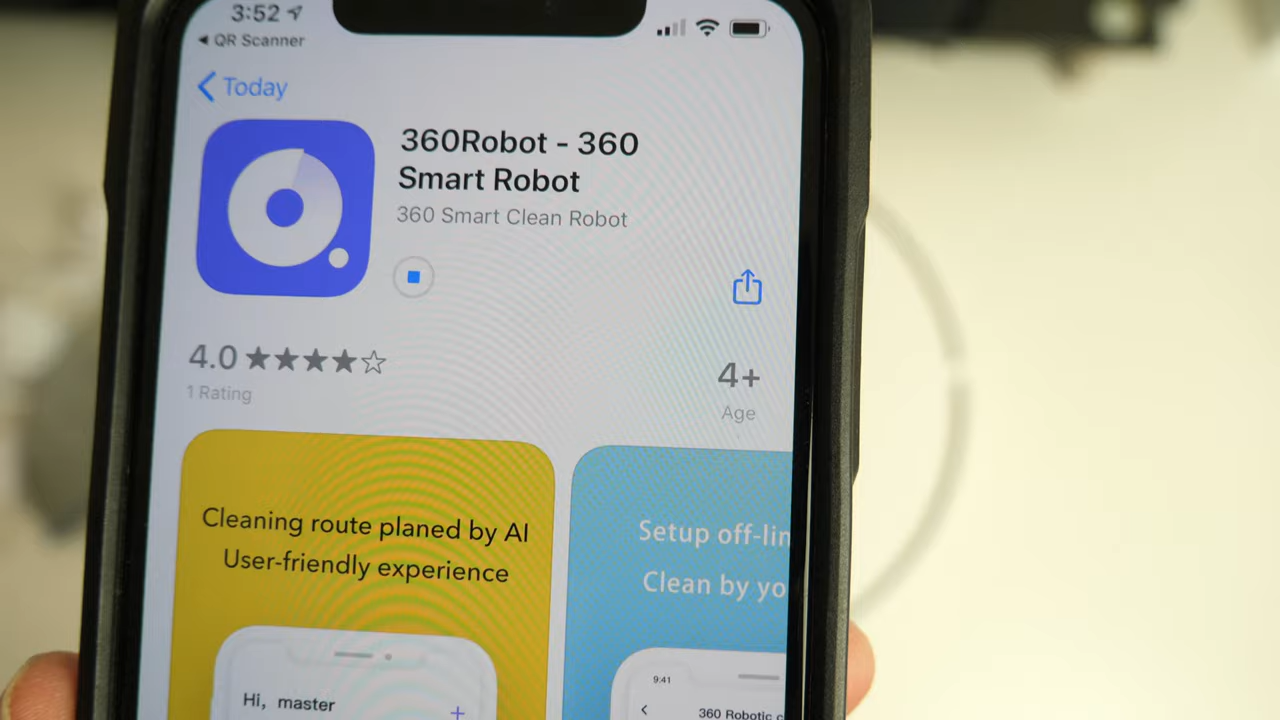 3:52
QR Scanner
Today
360Robot - 360
Smart Robot
360 Smart Clean Robot
4.0
1 Rating
4+
Age
Cleaning route planed by AI
User-friendly experience
Hi, master
+
Setup off-lin
Clean by yo
9:41
360 Robotic c